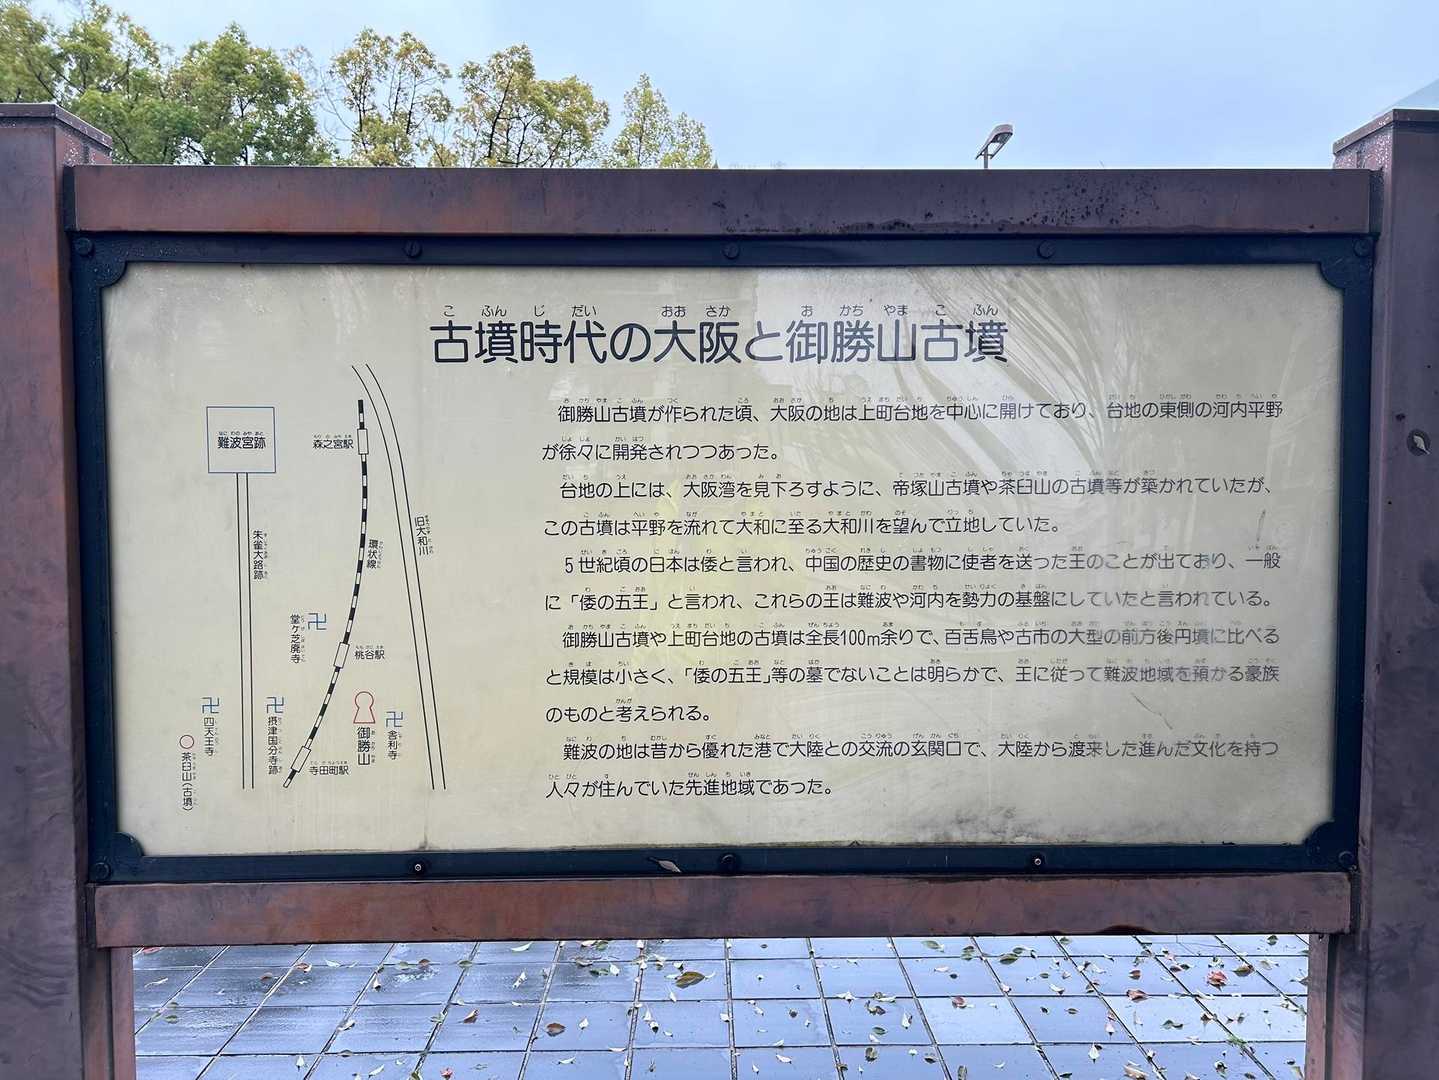 古墳時代の大阪と御勝山古墳
御勝山古墳が作られた頃、大阪の地は上町台地を中心に開けており、台地の東側の河内平野
が徐々に開発されつつあった。
台地の上には、大阪湾を見下ろすように、帝塚山古墳や茶臼山の古墳等が築かれていたが、
この古墳は平野を流れて大和に至る大和川を望んで立地していた。
5世紀頃の日本は倭と言われ、中国の歴史の書物に使者を送った王のことが出ており、一般
に「倭の五王」と言われ、これらの王は難波や河内を勢力の基盤にしていたと言われている。
御勝山古墳や上町台地の古墳は全長100m余りで、百舌鳥や古市の大型の前方後円墳に比べる
と規模は小さく、「倭の五王」等の墓でないことは明らかで、王に従って難波地域を預かる豪族
のものと考えられる。
難波の地は昔から優れた港で大陸との交流の玄関口で、大陸から渡来した進んだ文化を持つ
人々が住んでいた先進地域であった。
難波宮跡
森之宮駅
朱雀大路跡
環状線
旧大和川
堂ヶ芝廃寺
桃谷駅
四天王寺
摂津国分寺跡
御勝山
舎利寺
茶臼山(古墳)
寺田町駅